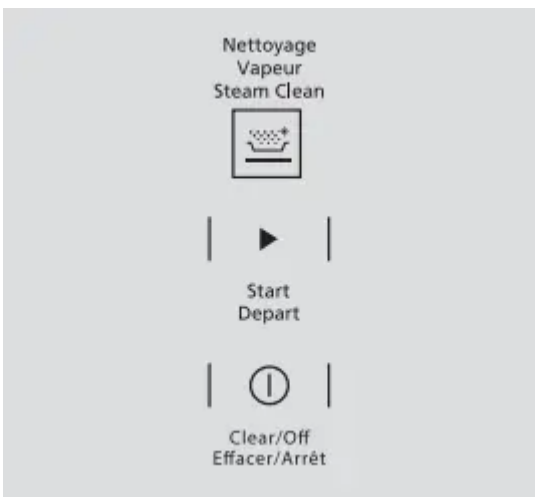 Nettoyage
Vapeur
Steam Clean
Start
Depart
Clear/Off
Effacer/Arrêt